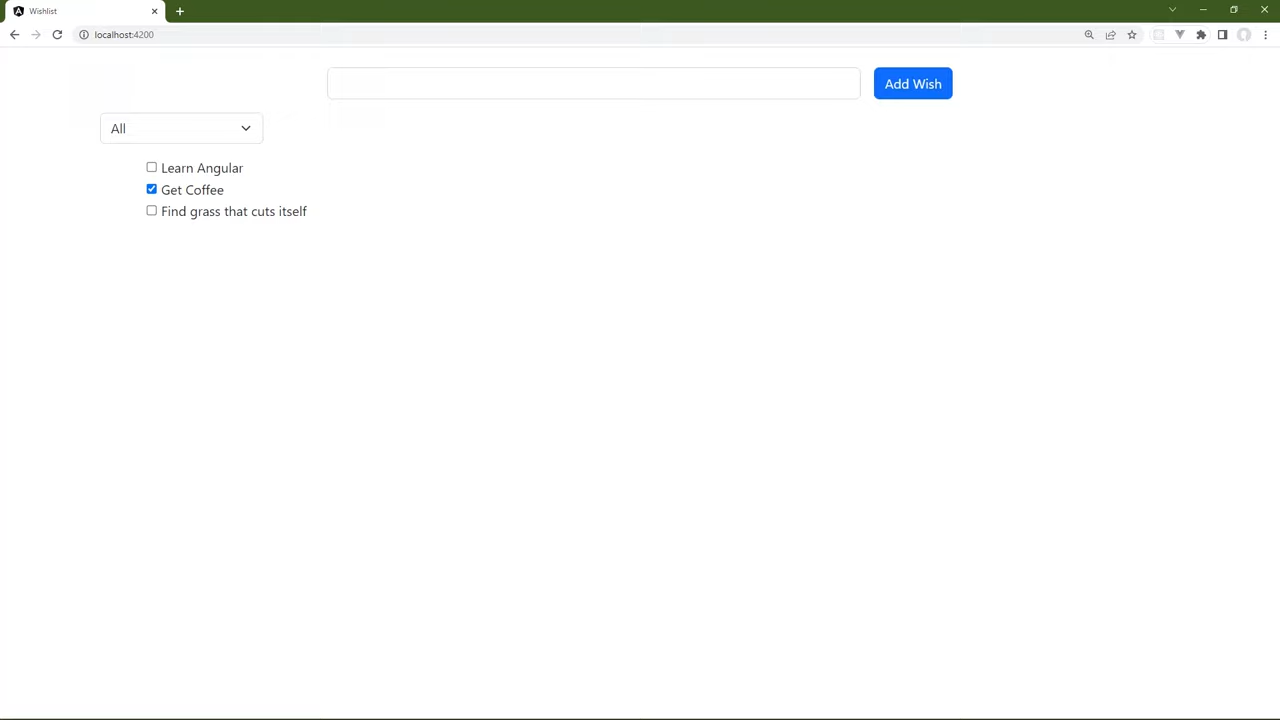 Wishlist
localhost:4200
Add Wish
All
Learn Angular
Get Coffee
Find grass that cuts itself